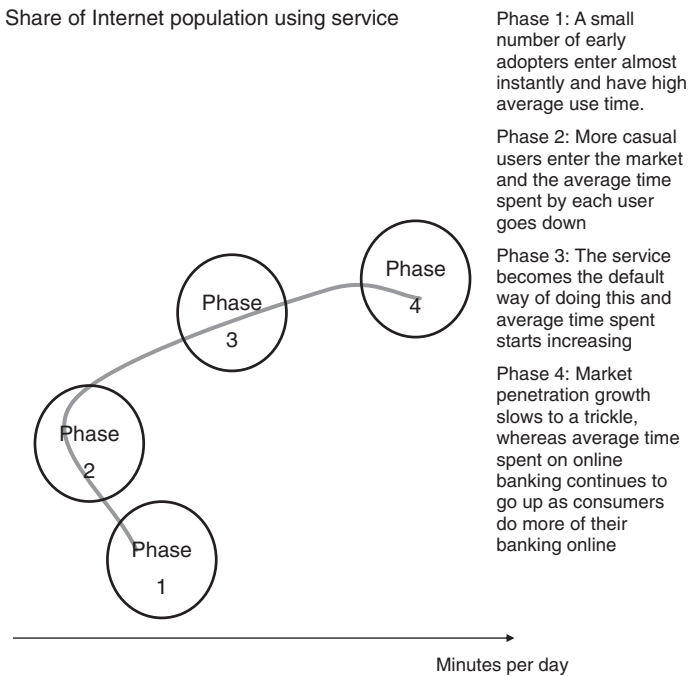 Share of Internet population using service
Phase 1: A small
number of early
adopters enter almost
instantly and have high
average use time.
Phase 2: More casual
users enter the market
and the average time
spent by each user
goes down
Phase 3: The service
becomes the default
way of doing this and
average time spent
starts increasing
Phase 4: Market
penetration growth
slows to a trickle,
whereas average time
spent on online
banking continues to
go up as consumers
do more of their
banking online
Phase
4
Phase
3
Phase
2
Phase
1
Minutes per day